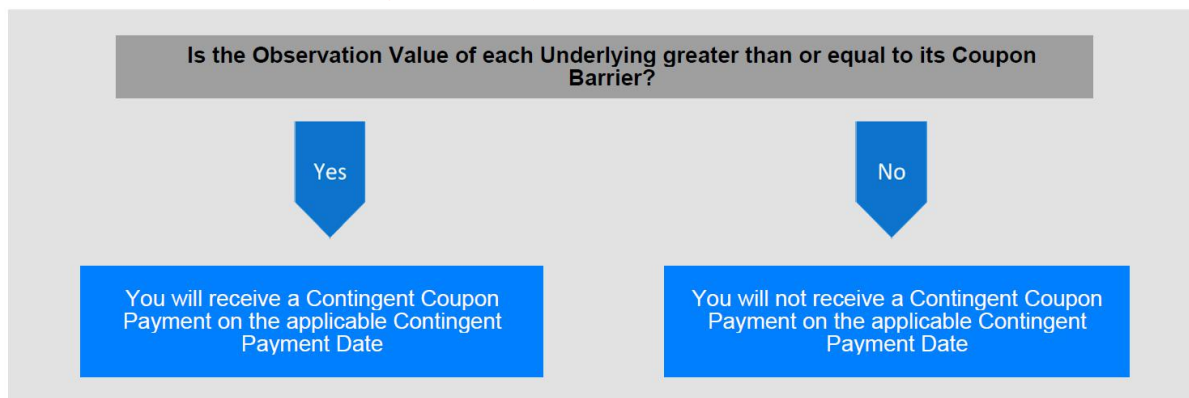 Is the Observation Value of each Underlying greater than or equal to its Coupon
Barrier?
Yes
No
You will receive a Contingent Coupon
Payment on the applicable Contingent
Payment Date
You will not receive a Contingent Coupon
Payment on the applicable Contingent
Payment Date